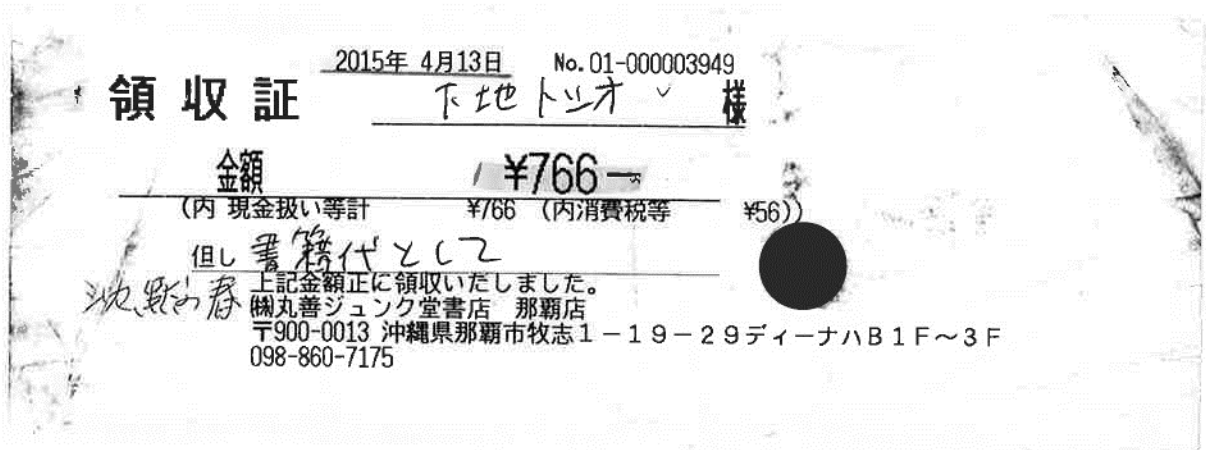 2015年 4月13日 No. 01-000003949
領収証 下地トシオ 様
金額 ¥766-
(内 現金扱い等計 ¥766 (内消費税等 ¥56))
但し 書籍代として
沈黙の春
上記金額正に領収いたしました。
㈱丸善ジュンク堂書店 那覇店
〒900-0013 沖縄県那覇市牧志1-19-29ディーナハB1F~3F
098-860-7175